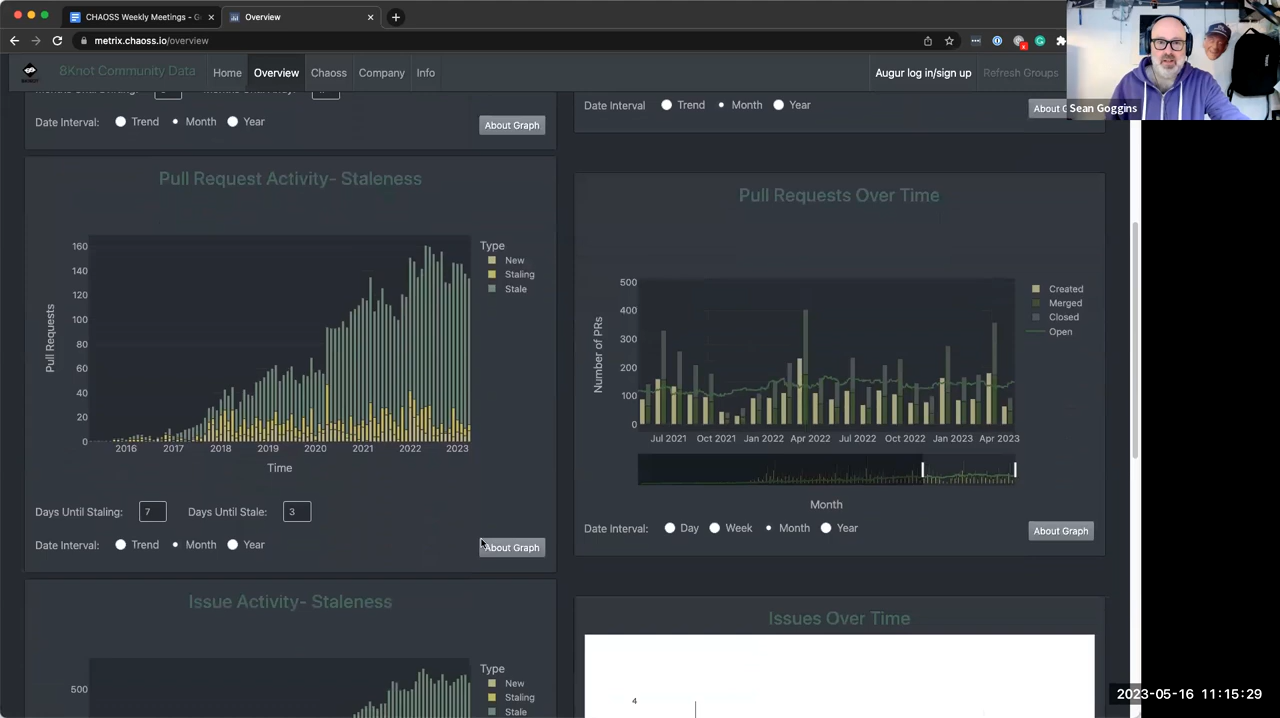 CHAOSS Weekly Meetings - G
Overview
metrix.chaoss.io/overview
8Knot Community Data
Home
Overview
Chaoss
Company
Info
Augur log in/sign up
Refresh Groups
Sean Goggins
Date Interval:
Trend
Month
Year
About Graph
Date Interval:
Trend
Month
Year
About G
Pull Request Activity- Staleness
160
140
120
100
80
60
40
20
0
Pull Requests
2016
2017
2018
2019
2020
2021
2022
2023
Time
Type
New
Staling
Stale
Days Until Staling:
7
Days Until Stale:
3
Date Interval:
Trend
Month
Year
About Graph
Pull Requests Over Time
500
400
300
200
100
0
Number of PRs
Jul 2021
Oct 2021
Jan 2022
Apr 2022
Jul 2022
Oct 2022
Jan 2023
Apr 2023
Month
Created
Merged
Closed
Open
Date Interval:
Day
Week
Month
Year
About Graph
Issue Activity- Staleness
500
Type
New
Staling
Stale
Issues Over Time
4
2023-05-16 11:15:29